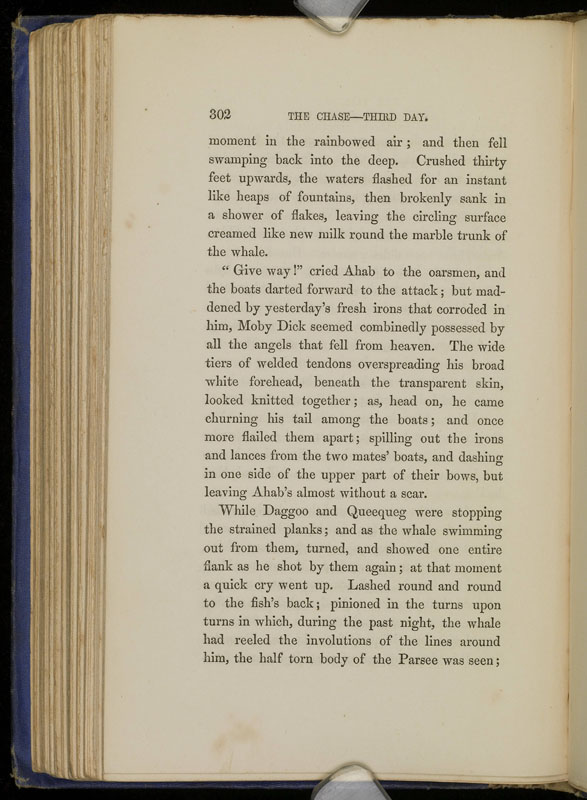 302 THE CHASE—THIRD DAY.
moment in the rainbowed air; and then fell
swamping back into the deep. Crushed thirty
feet upwards, the waters flashed for an instant
like heaps of fountains, then brokenly sank in
a shower of flakes, leaving the circling surface
creamed like new milk round the marble trunk of
the whale.
“Give way!” cried Ahab to the oarsmen, and
the boats darted forward to the attack; but mad-
dened by yesterday’s fresh irons that corroded in
him, Moby Dick seemed combinedly possessed by
all the angels that fell from heaven. The wide
tiers of welded tendons overspreading his broad
white forehead, beneath the transparent skin,
looked knitted together; as, head on, he came
churning his tail among the boats; and once
more flailed them apart; spilling out the irons
and lances from the two mates’ boats, and dashing
in one side of the upper part of their bows, but
leaving Ahab’s almost without a scar.
While Daggoo and Queequeg were stopping
the strained planks; and as the whale swimming
out from them, turned, and showed one entire
flank as he shot by them again; at that moment
a quick cry went up. Lashed round and round
to the fish’s back; pinioned in the turns upon
turns in which, during the past night, the whale
had reeled the involutions of the lines around
him, the half torn body of the Parsee was seen;